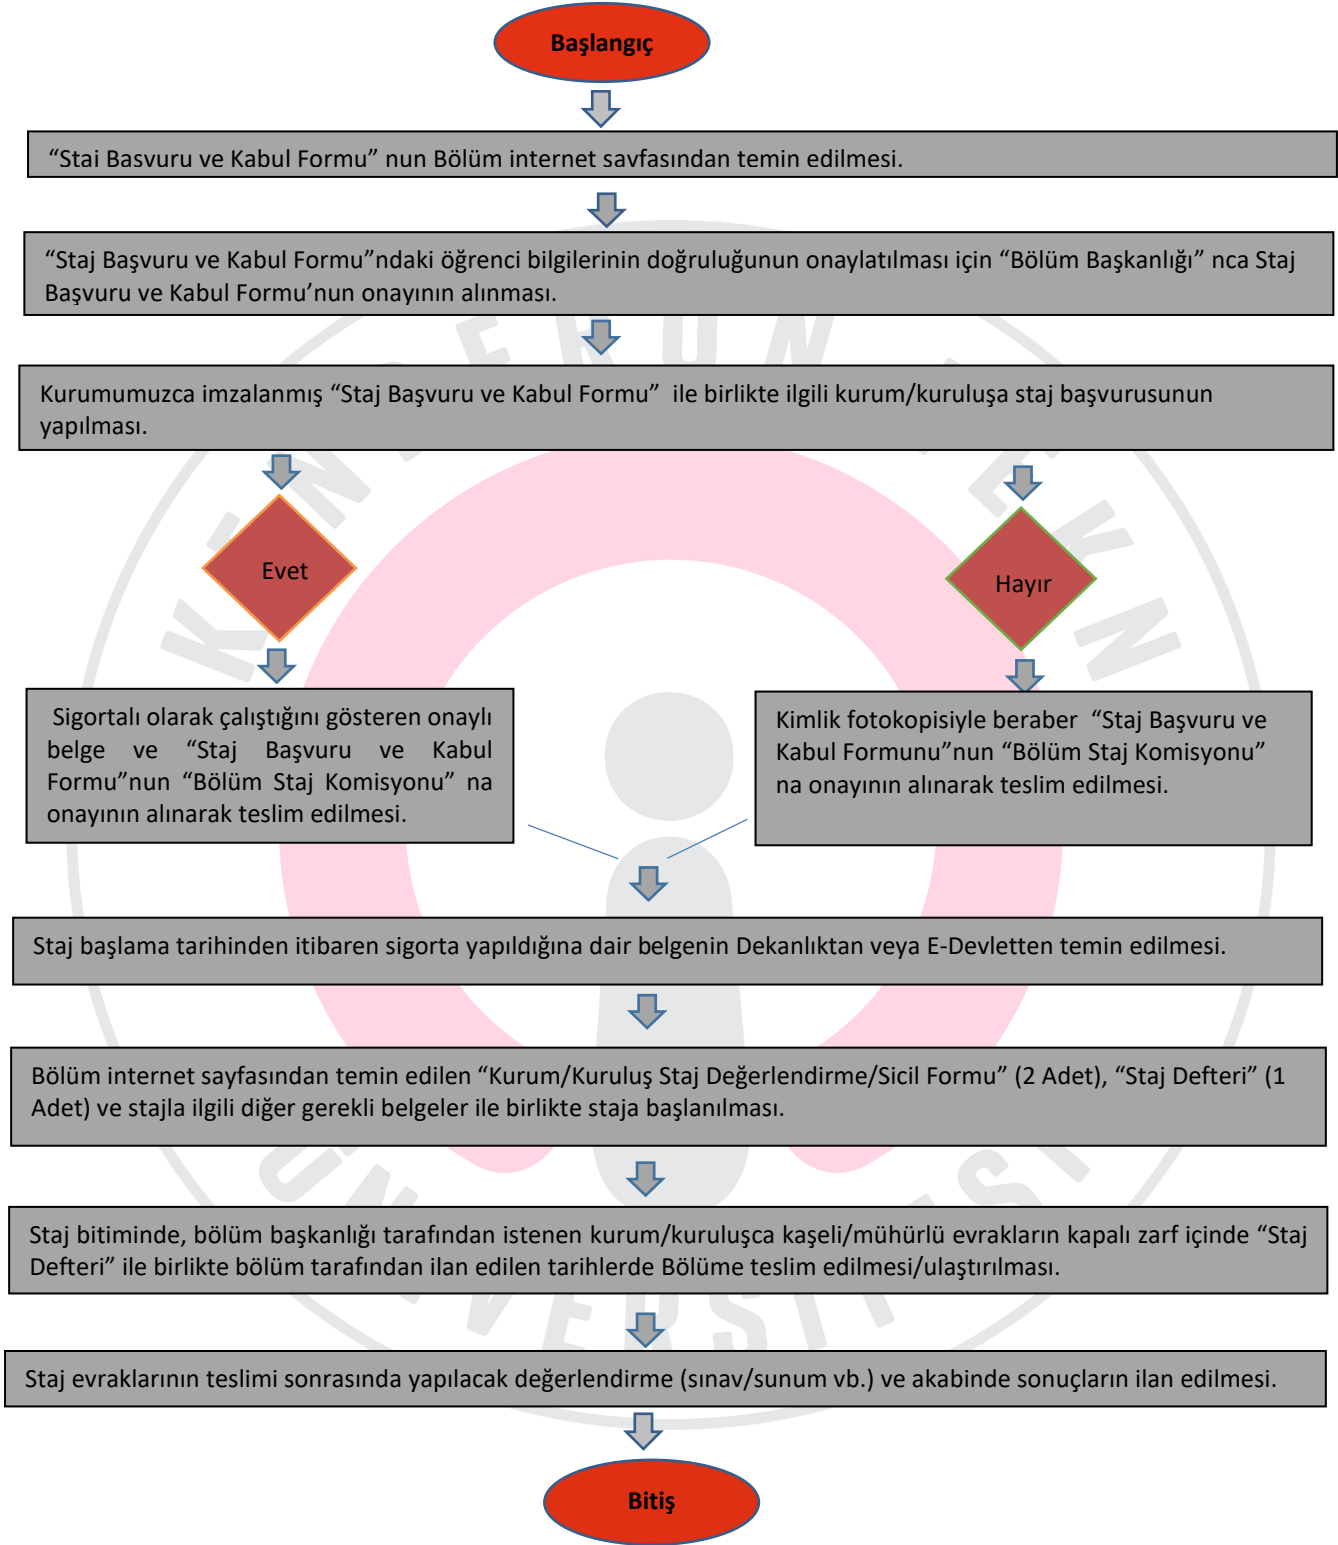 Başlangıç
“Stai Basvuru ve Kabul Formu” nun Bölüm internet savfasından temin edilmesi.
“Staj Başvuru ve Kabul Formu”ndaki öğrenci bilgilerinin doğruluğunun onaylatılması için “Bölüm Başkanlığı” nca Staj
Başvuru ve Kabul Formu’nun onayının alınması.
Kurumumuzca imzalanmış “Staj Başvuru ve Kabul Formu” ile birlikte ilgili kurum/kuruluşa staj başvurusunun
yapılması.
Evet
Hayır
Sigortalı olarak çalıştığını gösteren onaylı
belge ve “Staj Başvuru ve Kabul
Formu”nun “Bölüm Staj Komisyonu” na
onayının alınarak teslim edilmesi.
Kimlik fotokopisiyle beraber “Staj Başvuru ve
Kabul Formunu”nun “Bölüm Staj Komisyonu”
na onayının alınarak teslim edilmesi.
Staj başlama tarihinden itibaren sigorta yapıldığına dair belgenin Dekanlıktan veya E-Devletten temin edilmesi.
Bölüm internet sayfasından temin edilen “Kurum/Kuruluş Staj Değerlendirme/Sicil Formu” (2 Adet), “Staj Defteri” (1
Adet) ve stajla ilgili diğer gerekli belgeler ile birlikte staja başlanılması.
Staj bitiminde, bölüm başkanlığı tarafından istenen kurum/kuruluşca kaşeli/mühürlü evrakların kapalı zarf içinde “Staj
Defteri” ile birlikte bölüm tarafından ilan edilen tarihlerde Bölüme teslim edilmesi/ulaştırılması.
Staj evraklarının teslimi sonrasında yapılacak değerlendirme (sınav/sunum vb.) ve akabinde sonuçların ilan edilmesi.
Bitiş